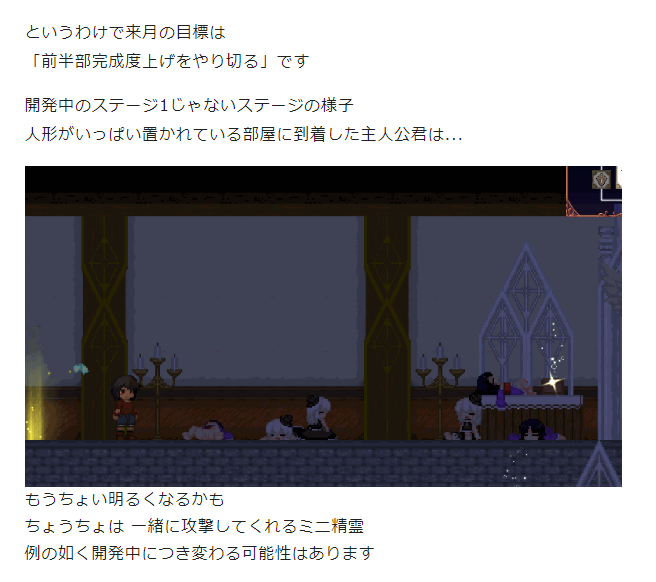 というわけで来月の目標は
「前半部完成度上げをやり切る」です
開発中のステージ1じゃないステージの様子
人形がいっぱい置かれている部屋に到着した主人公君は…
もうちょい明るくなるかも
ちょうちょは 一緒に攻撃してくれるミニ精霊
例の如く開発中につき変わる可能性はあります